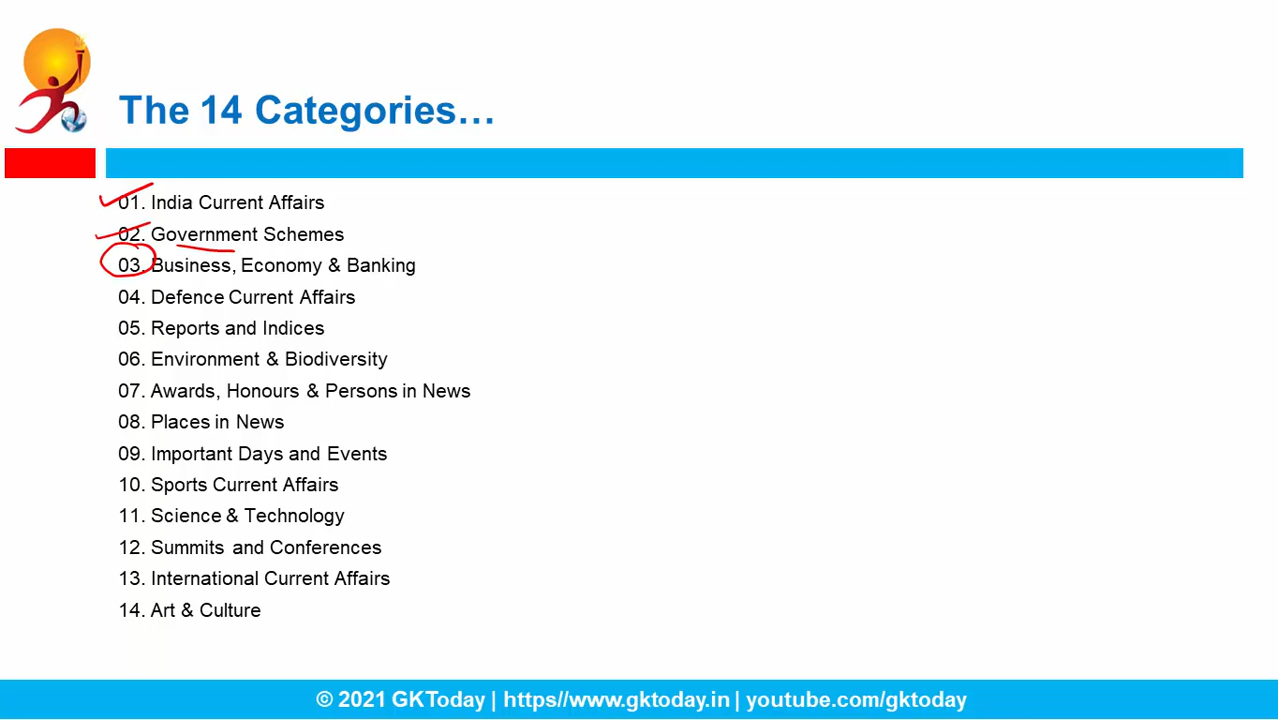 The 14 Categories…
01. India Current Affairs
02. Government Schemes
03. Business, Economy & Banking
04. Defence Current Affairs
05. Reports and Indices
06. Environment & Biodiversity
07. Awards, Honours & Persons in News
08. Places in News
09. Important Days and Events
10. Sports Current Affairs
11. Science & Technology
12. Summits and Conferences
13. International Current Affairs
14. Art & Culture
© 2021 GKToday | https//www.gktoday.in | youtube.com/gktoday